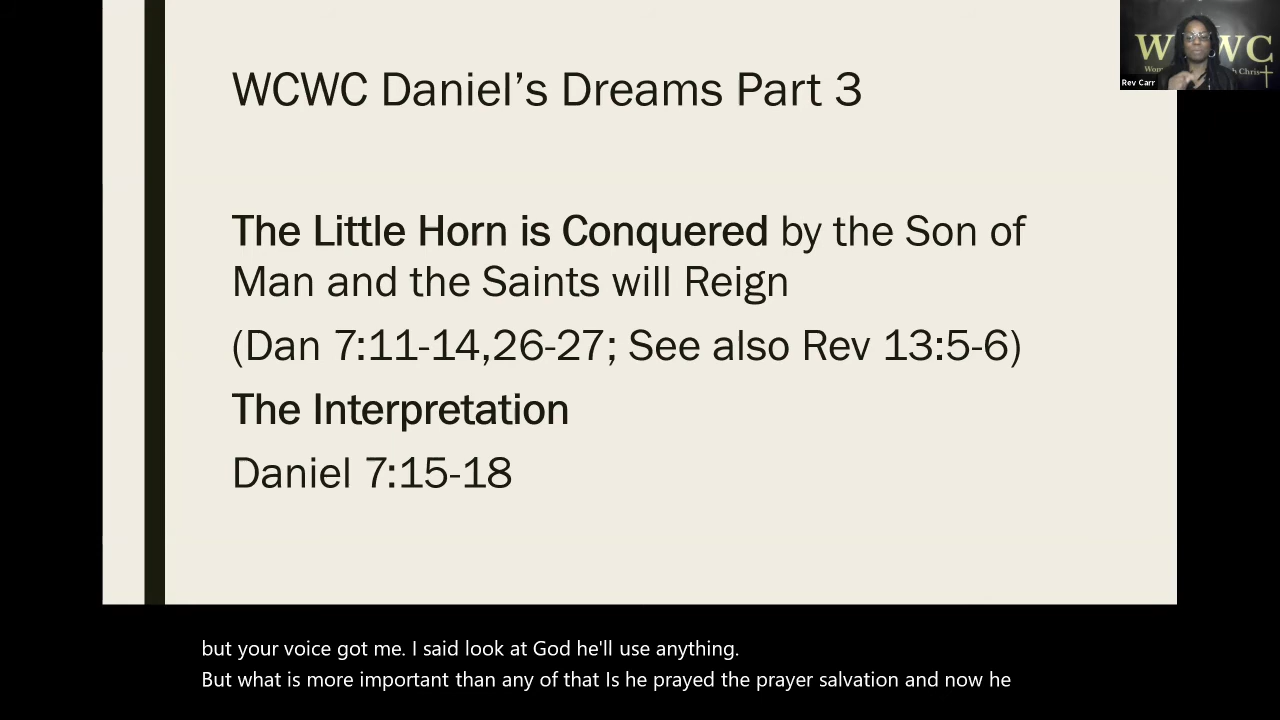 WCWC Daniel’s Dreams Part 3
W WC
Rev Carr
The Little Horn is Conquered by the Son of
Man and the Saints will Reign
(Dan 7:11-14,26-27; See also Rev 13:5-6)
The Interpretation
Daniel 7:15-18
but your voice got me. I said look at God he'll use anything.
But what is more important than any of that Is he prayed the prayer salvation and now he